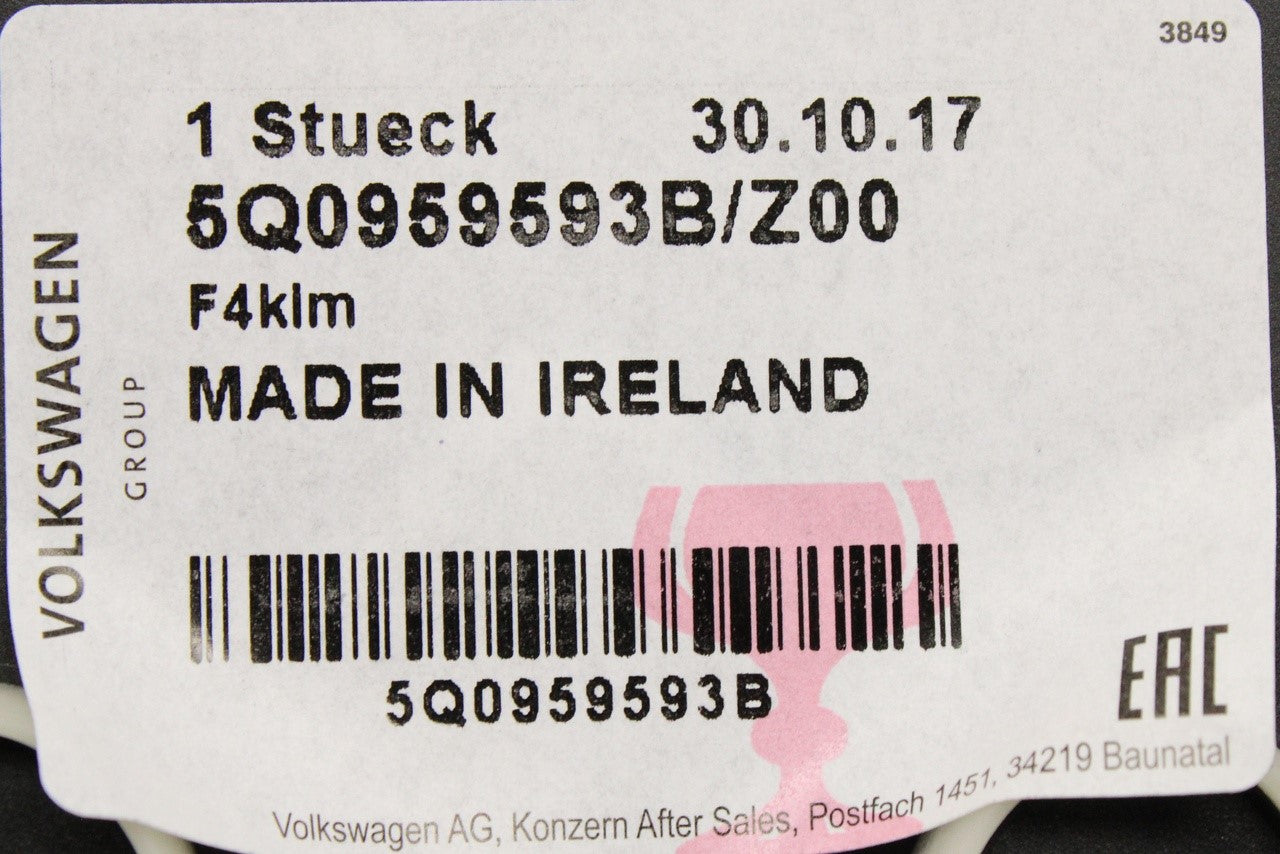 3849
1 Stueck 30.10.17
5Q0959593B/Z00
F4klm
MADE IN IRELAND
VOLKSWAGEN
GROUP
5Q0959593B
EAC
Volkswagen AG, Konzern After Sales, Postfach 1451, 34219 Baunatal